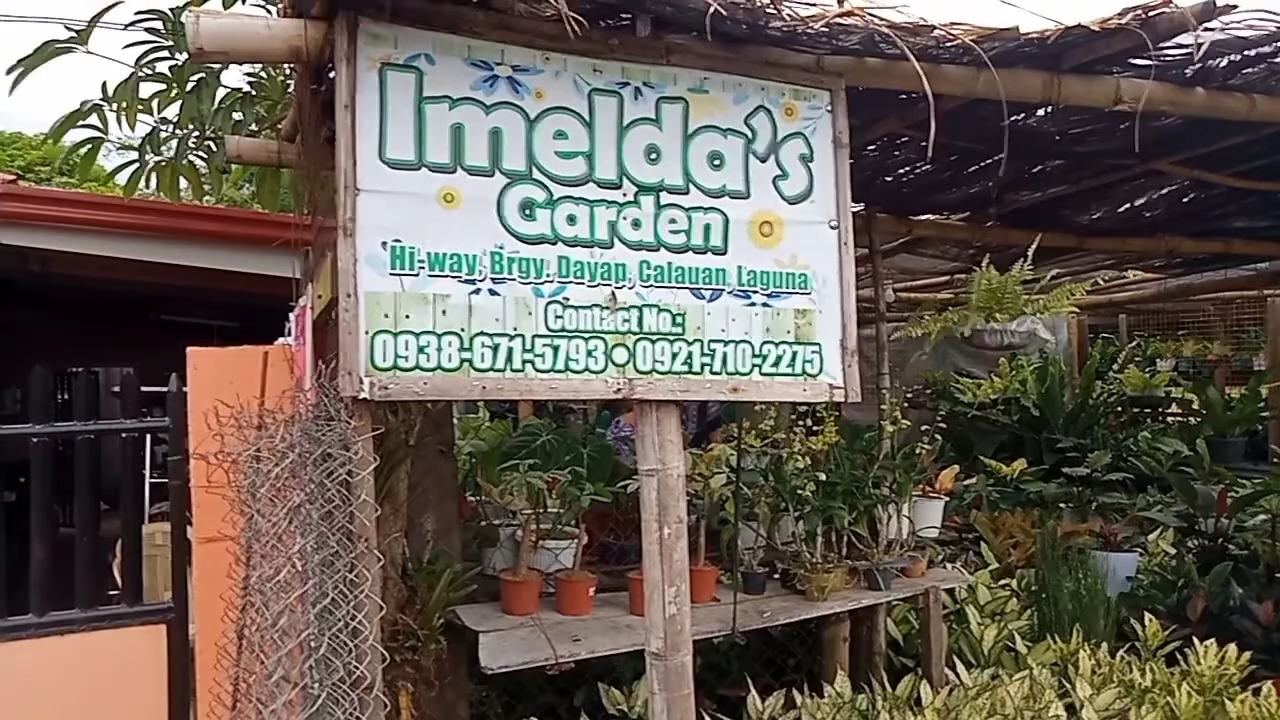 Imelda's
Garden
Hi-way, Brgy. Dayap, Calauan, Laguna
Contact No.:
0938-671-5793 • 0921-710-2275